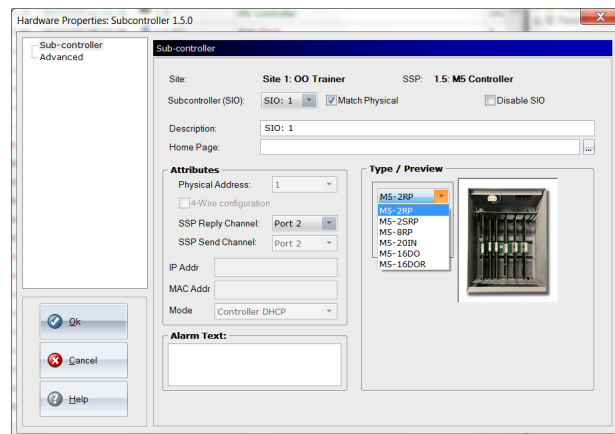 Hardware Properties: Subcontroller 1.5.0
Sub-controller
Advanced
Sub-controller
Site: Site 1: OO Trainer SSP: 1.5: M5 Controller
Subcontroller (SIO): SIO: 1 Match Physical Disable SIO
Description: SIO: 1
Home Page: ...
Attributes
Physical Address: 1
4-Wire configuration
SSP Reply Channel: Port 2
SSP Send Channel: Port 2
IP Addr
MAC Addr
Mode Controller DHCP
Alarm Text:
Type / Preview
M5-2RP
M5-2RP
M5-2SRP
M5-8RP
M5-20IN
M5-16DO
M5-16DOR
Ok
Cancel
Help